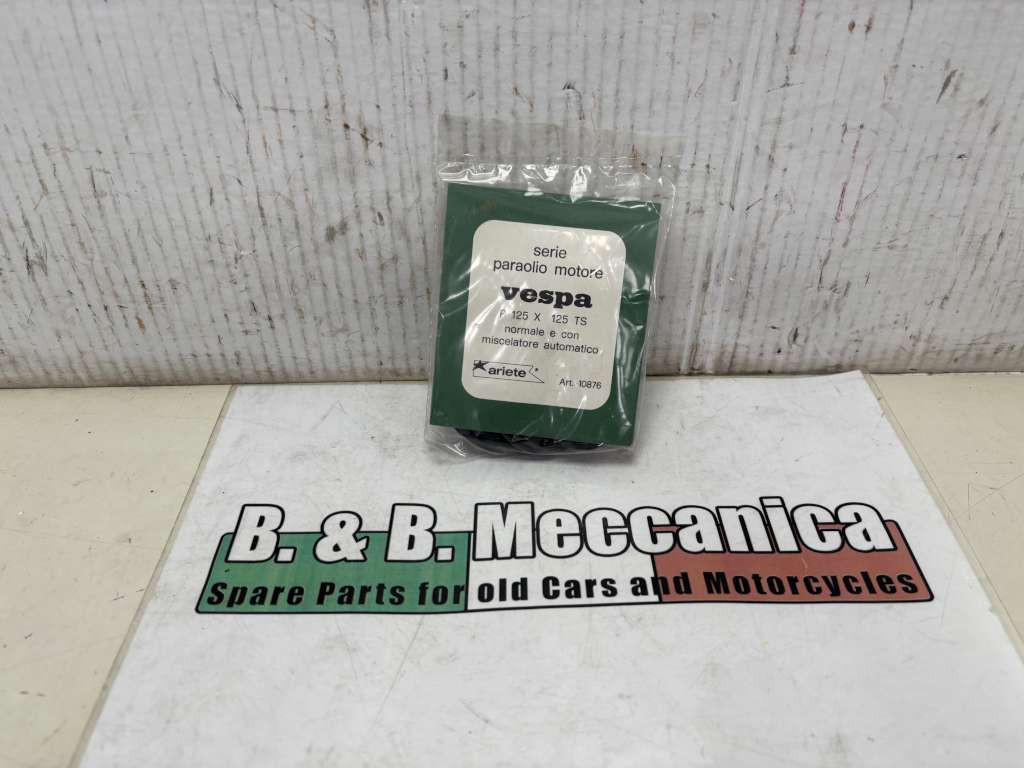 serie
paraolio motore
vespa
P 125 X 125 TS
normale e con
miscelatore automatico
ariete
Art. 10876
B. & B. Meccanica
Spare Parts for old Cars and Motorcycles